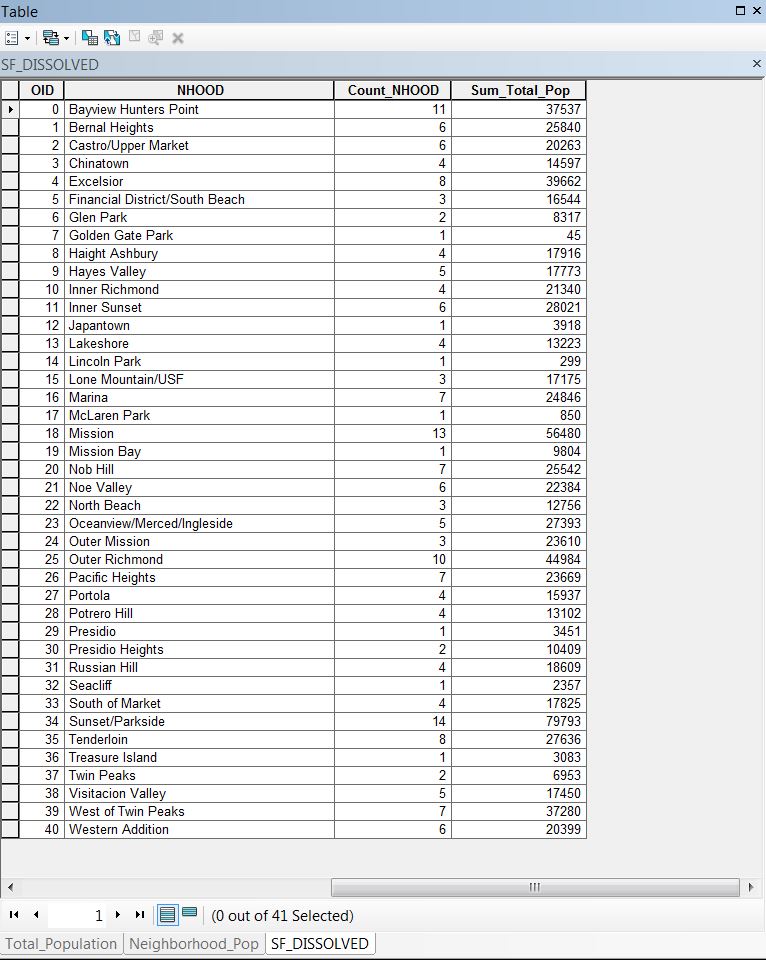 Table
SF_DISSOLVED
OID NHOOD Count_NHOOD Sum_Total_Pop
0 Bayview Hunters Point 11 37537
1 Bernal Heights 6 25840
2 Castro/Upper Market 6 20263
3 Chinatown 4 14597
4 Excelsior 8 39662
5 Financial District/South Beach 3 16544
6 Glen Park 2 8317
7 Golden Gate Park 1 45
8 Haight Ashbury 4 17916
9 Hayes Valley 5 17773
10 Inner Richmond 4 21340
11 Inner Sunset 6 28021
12 Japantown 1 3918
13 Lakeshore 4 13223
14 Lincoln Park 1 299
15 Lone Mountain/USF 3 17175
16 Marina 7 24846
17 McLaren Park 1 850
18 Mission 13 56480
19 Mission Bay 1 9804
20 Nob Hill 7 25542
21 Noe Valley 6 22384
22 North Beach 3 12756
23 Oceanview/Merced/Ingleside 5 27393
24 Outer Mission 3 23610
25 Outer Richmond 10 44984
26 Pacific Heights 7 23669
27 Portola 4 15937
28 Potrero Hill 4 13102
29 Presidio 1 3451
30 Presidio Heights 2 10409
31 Russian Hill 4 18609
32 Seacliff 1 2357
33 South of Market 4 17825
34 Sunset/Parkside 14 79793
35 Tenderloin 8 27636
36 Treasure Island 1 3083
37 Twin Peaks 2 6953
38 Visitacion Valley 5 17450
39 West of Twin Peaks 7 37280
40 Western Addition 6 20399
1 (0 out of 41 Selected)
Total_Population Neighborhood_Pop SF_DISSOLVED